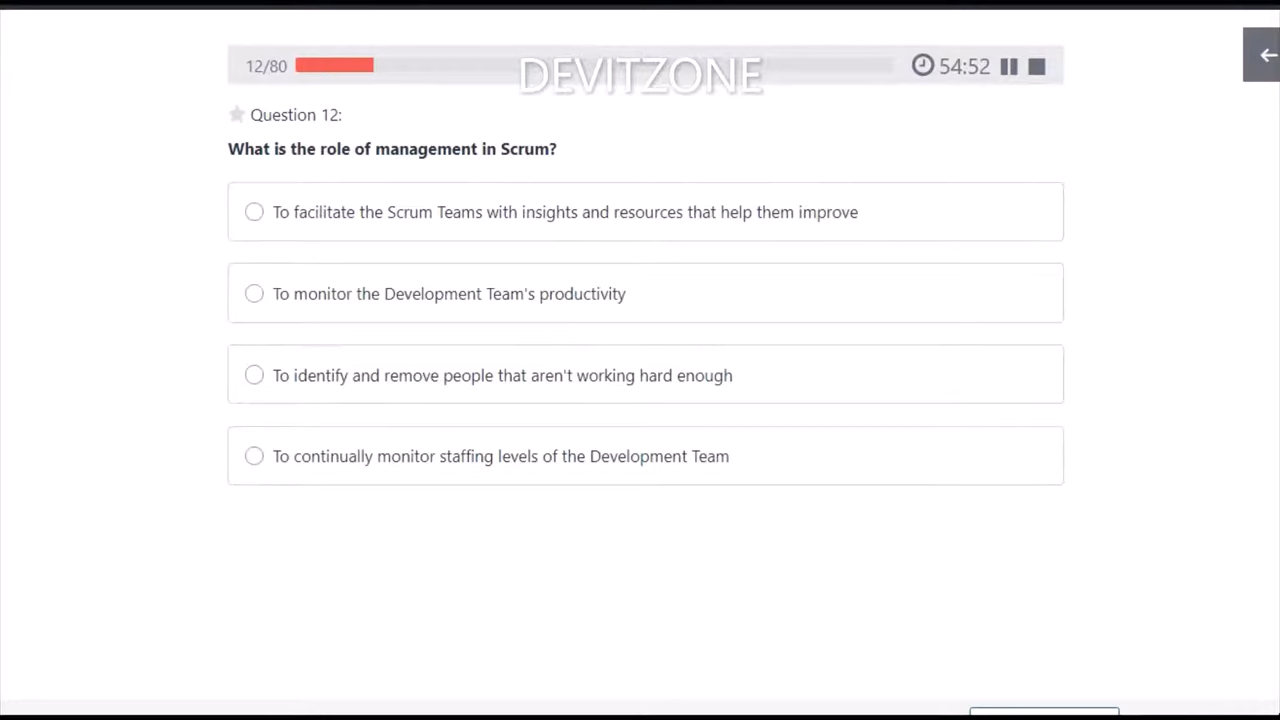 12/80
DEVITZONE
54:52
Question 12:
What is the role of management in Scrum?
To facilitate the Scrum Teams with insights and resources that help them improve
To monitor the Development Team's productivity
To identify and remove people that aren't working hard enough
To continually monitor staffing levels of the Development Team